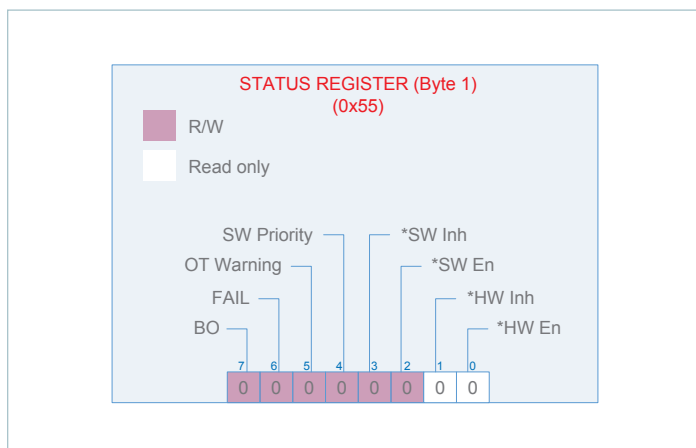 STATUS REGISTER (Byte 1)
(0x55)
R/W
Read only
SW Priority *SW Inh
OT Warning *SW En
FAIL *HW Inh
BO *HW En
7 6 5 4 3 2 1 0
0 0 0 0 0 0 0 0